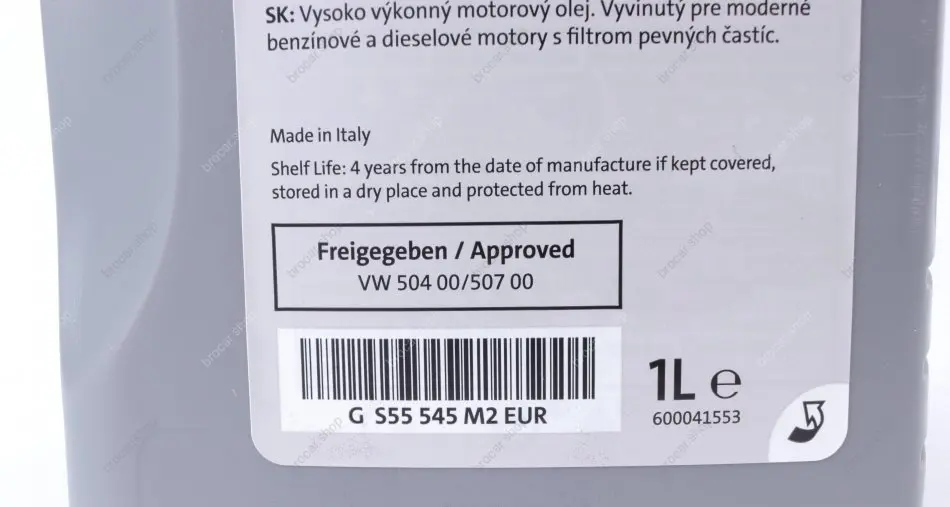 SK: Vysoko výkonný motorový olej. Vyvinutý pre moderné
benzínové a dieselové motory s filtrom pevných častíc.
Made in Italy
Shelf Life: 4 years from the date of manufacture if kept covered,
stored in a dry place and protected from heat.
Freigegeben / Approved
VW 504 00/507 00
G S55 545 M2 EUR
1L ℮
600041553
brocar.shop